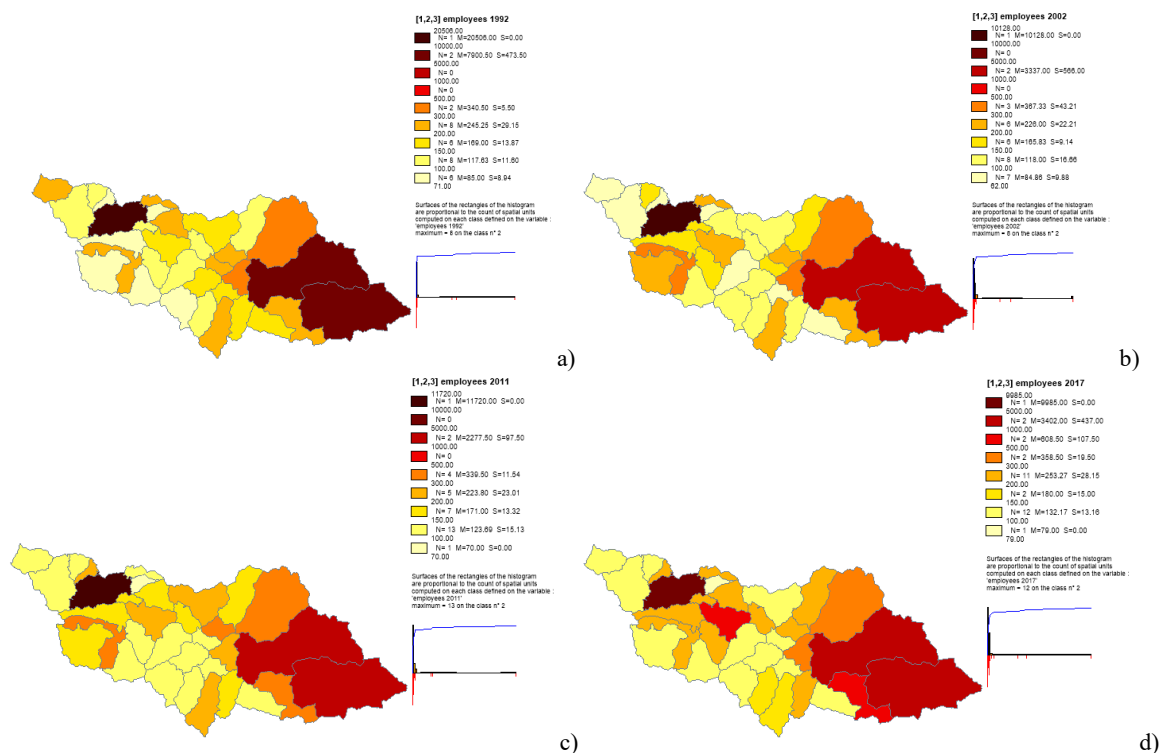 [1,2,3] employees 1992
20506.00
N= 1 M=20506.00 S=0.00
10000.00
N= 2 M=7900.50 S=473.50
5000.00
N= 0
1000.00
N= 0
500.00
N= 2 M=340.50 S=5.50
300.00
N= 8 M=245.25 S=29.15
200.00
N= 6 M=169.00 S=13.87
150.00
N= 8 M=117.63 S=11.60
100.00
N= 6 M=85.00 S=8.94
71.00
Surfaces of the rectangles of the histogram
are proportional to the count of spatial units
computed on each class defined on the variable :
'employees 1992'
maximum = 8 on the class n° 2
a)
[1,2,3] employees 2002
10128.00
N= 1 M=10128.00 S=0.00
10000.00
N= 0
5000.00
N= 2 M=3337.00 S=566.00
1000.00
N= 0
500.00
N= 3 M=367.33 S=43.21
300.00
N= 6 M=226.00 S=22.21
200.00
N= 6 M=165.83 S=9.14
150.00
N= 8 M=118.00 S=16.66
100.00
N= 7 M=84.86 S=9.88
62.00
Surfaces of the rectangles of the histogram
are proportional to the count of spatial units
computed on each class defined on the variable :
'employees 2002'
maximum = 8 on the class n° 2
b)
[1,2,3] employees 2011
11720.00
N= 1 M=11720.00 S=0.00
10000.00
N= 0
5000.00
N= 2 M=2277.50 S=97.50
1000.00
N= 0
500.00
N= 4 M=339.50 S=11.54
300.00
N= 5 M=223.80 S=23.01
200.00
N= 7 M=171.00 S=13.32
150.00
N= 13 M=123.69 S=15.13
100.00
N= 1 M=70.00 S=0.00
70.00
Surfaces of the rectangles of the histogram
are proportional to the count of spatial units
computed on each class defined on the variable :
'employees 2011'
maximum = 13 on the class n° 2
c)
[1,2,3] employees 2017
9985.00
N= 1 M=9985.00 S=0.00
5000.00
N= 2 M=3402.00 S=437.00
1000.00
N= 2 M=608.50 S=107.50
500.00
N= 2 M=358.50 S=19.50
300.00
N= 11 M=253.27 S=28.15
200.00
N= 2 M=180.00 S=15.00
150.00
N= 12 M=132.17 S=13.16
100.00
N= 1 M=79.00 S=0.00
79.00
Surfaces of the rectangles of the histogram
are proportional to the count of spatial units
computed on each class defined on the variable :
'employees 2017'
maximum = 12 on the class n° 2
d)